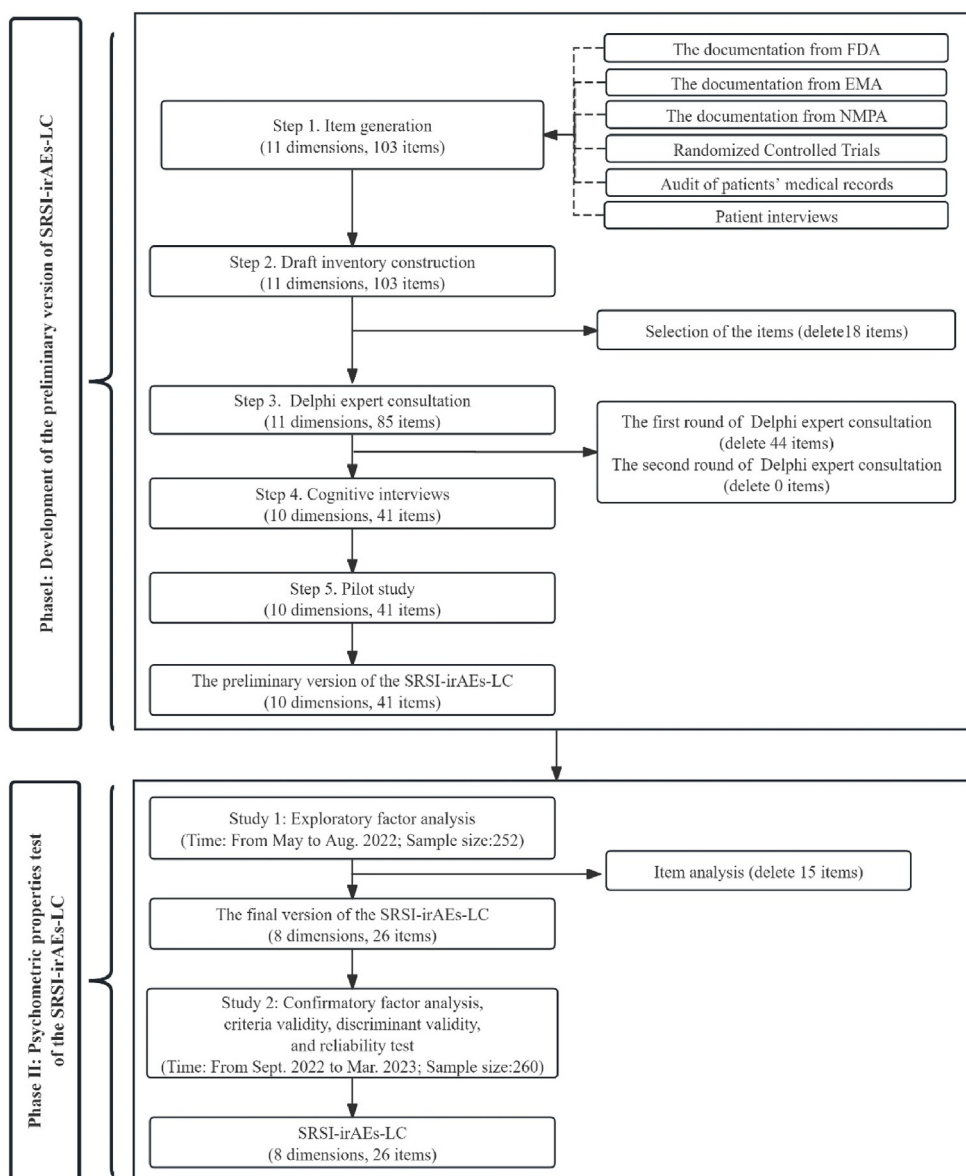 PhaseI: Development of the preliminary version of SRSI-irAEs-LC
The documentation from FDA
The documentation from EMA
The documentation from NMPA
Randomized Controlled Trials
Audit of patients’ medical records
Patient interviews
Step 1. Item generation
(11 dimensions, 103 items)
Step 2. Draft inventory construction
(11 dimensions, 103 items)
Selection of the items (delete18 items)
Step 3.  Delphi expert consultation
(11 dimensions, 85 items)
The first round of  Delphi expert consultation
(delete 44 items)
The second round of  Delphi expert consultation
(delete 0 items)
Step 4. Cognitive interviews
(10 dimensions, 41 items)
Step 5. Pilot study
(10 dimensions, 41 items)
The preliminary version of the SRSI-irAEs-LC
(10 dimensions, 41 items)
Phase II: Psychometric properties test
of the SRSI-irAEs-LC
Study 1: Exploratory factor analysis
(Time: From May to Aug. 2022; Sample size:252)
Item analysis (delete 15 items)
The final version of the SRSI-irAEs-LC
(8 dimensions, 26 items)
Study 2: Confirmatory factor analysis,
criteria validity, discriminant validity,
and reliability test
(Time: From Sept. 2022 to Mar. 2023; Sample size:260)
SRSI-irAEs-LC
(8 dimensions, 26 items)